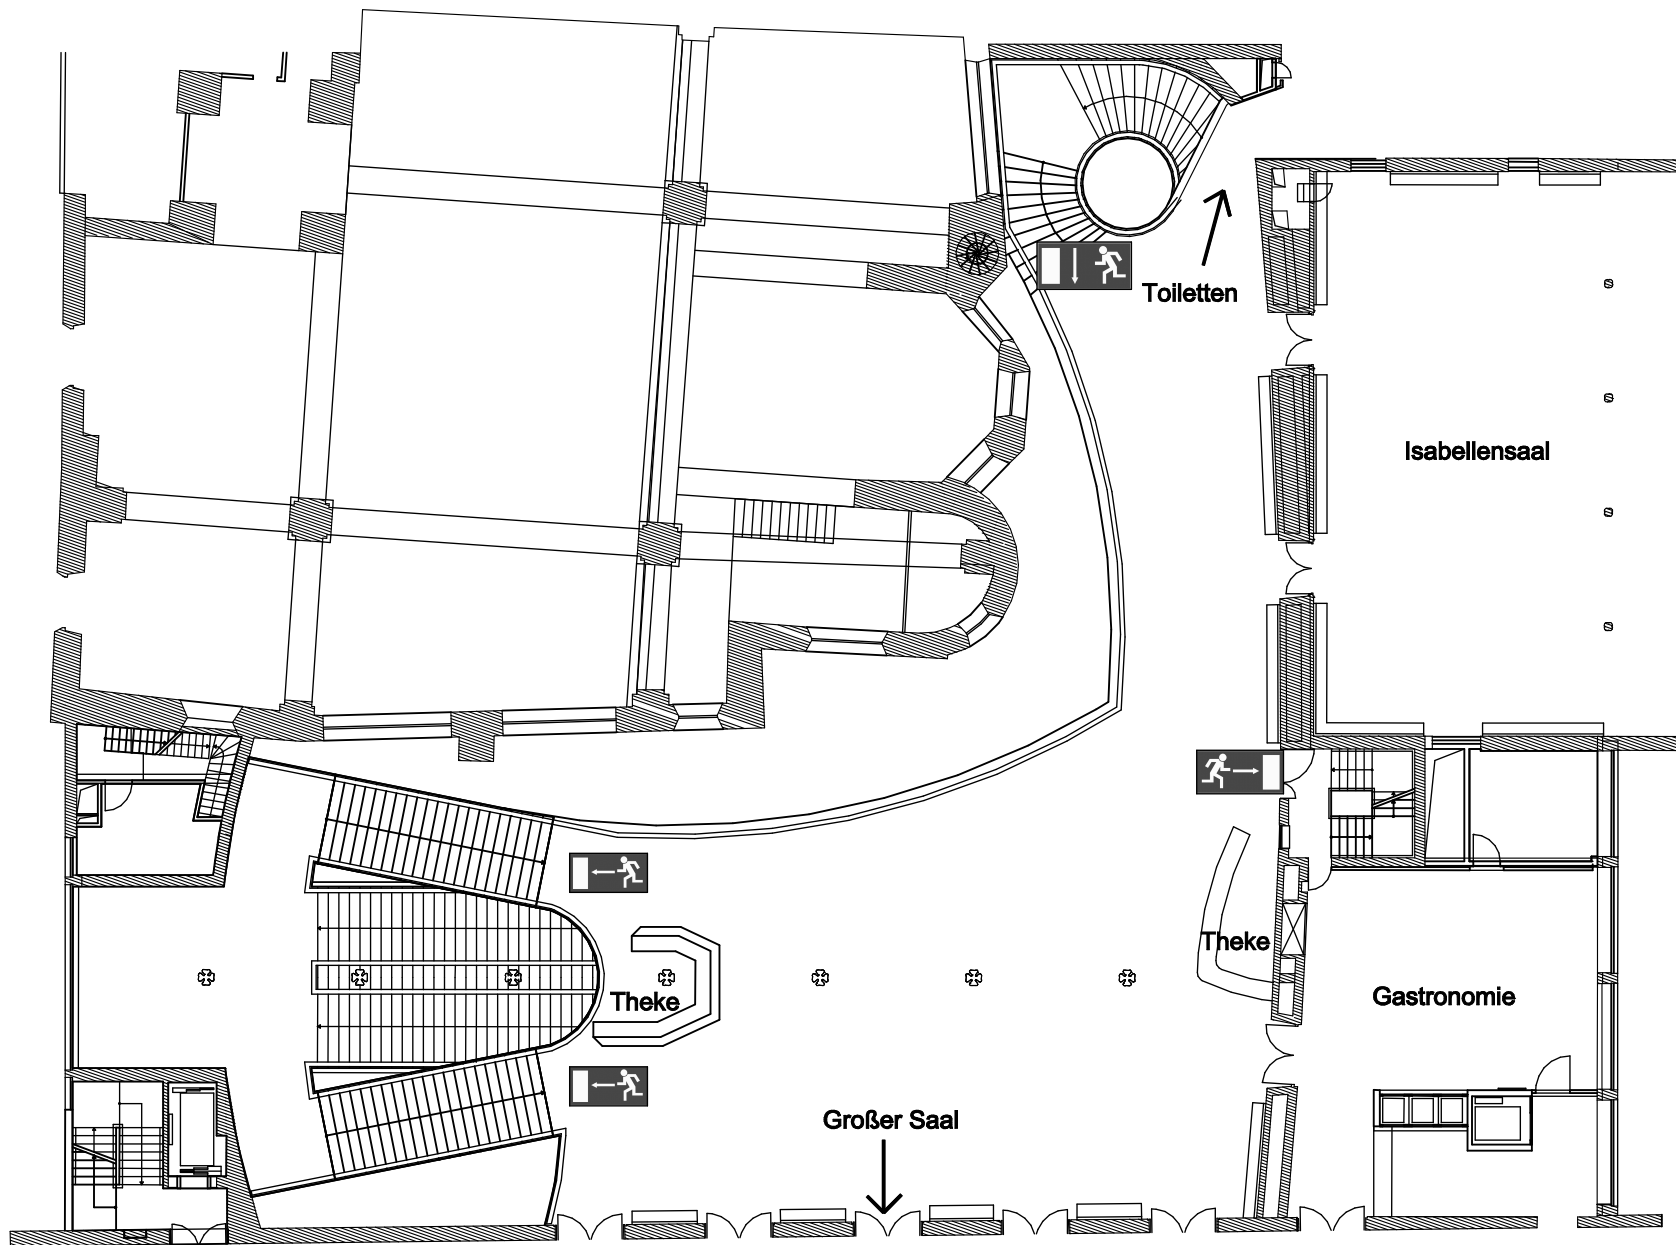 Toiletten
Isabellensaal
Theke
Theke
Gastronomie
Großer Saal